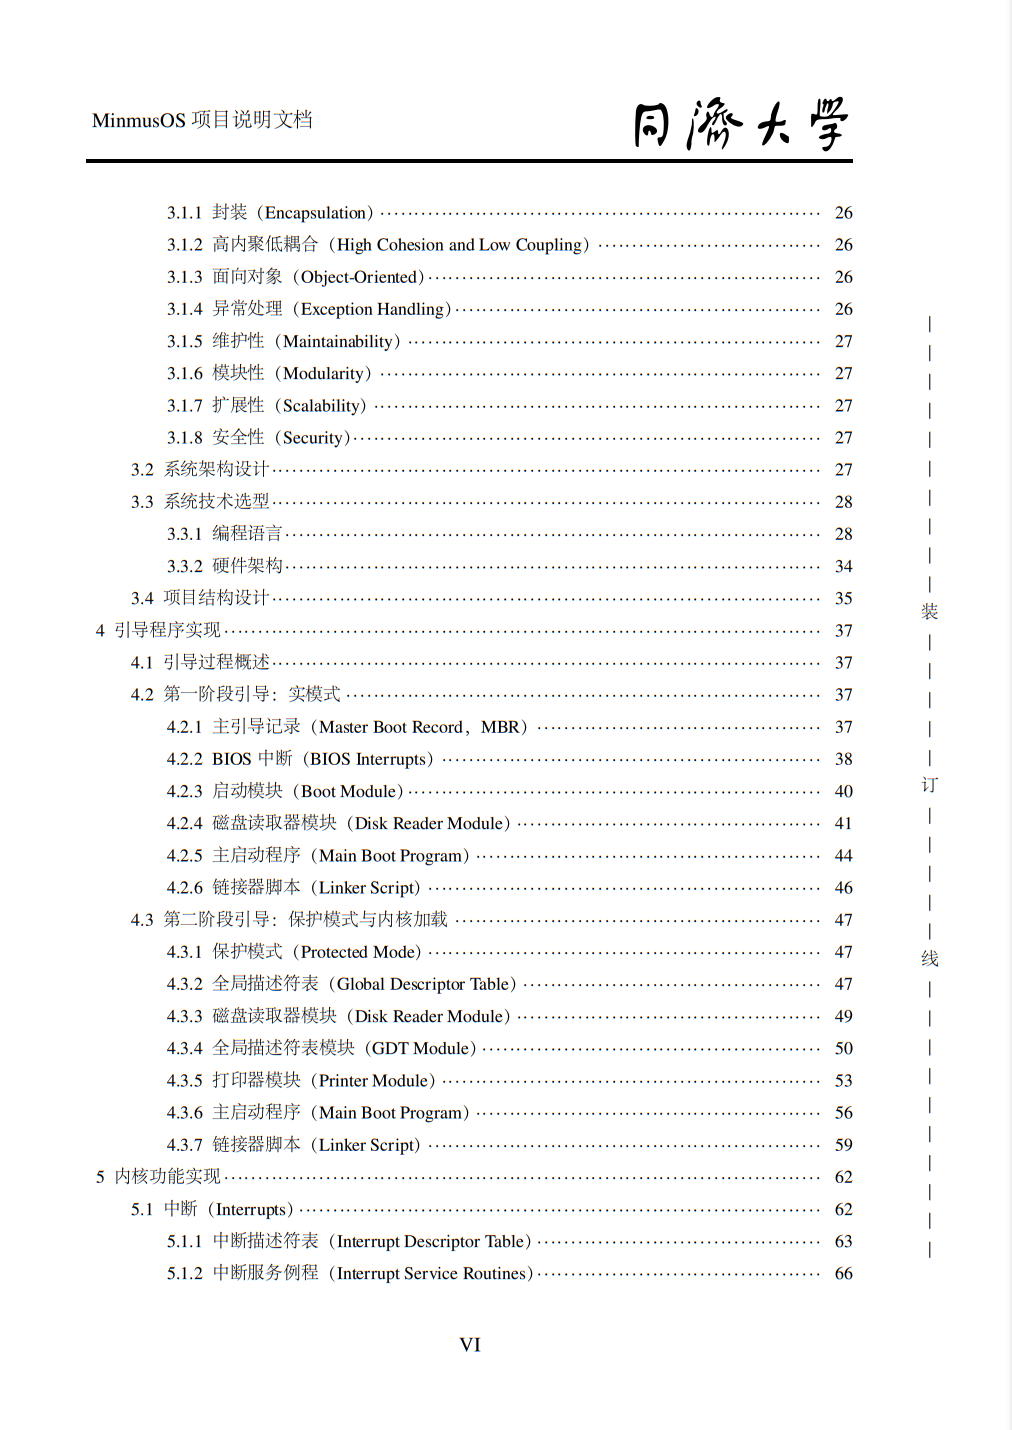 MinmusOS 项目说明文档
同濟大学
3.1.1 封装（Encapsulation） 26
3.1.2 高内聚低耦合（High Cohesion and Low Coupling） 26
3.1.3 面向对象（Object-Oriented） 26
3.1.4 异常处理（Exception Handling） 26
3.1.5 维护性（Maintainability） 27
3.1.6 模块性（Modularity） 27
3.1.7 扩展性（Scalability） 27
3.1.8 安全性（Security） 27
3.2 系统架构设计 27
3.3 系统技术选型 28
3.3.1 编程语言 28
3.3.2 硬件架构 34
3.4 项目结构设计 35
4 引导程序实现 37
4.1 引导过程概述 37
4.2 第一阶段引导：实模式 37
4.2.1 主引导记录（Master Boot Record，MBR） 37
4.2.2 BIOS 中断（BIOS Interrupts） 38
4.2.3 启动模块（Boot Module） 40
4.2.4 磁盘读取器模块（Disk Reader Module） 41
4.2.5 主启动程序（Main Boot Program） 44
4.2.6 链接器脚本（Linker Script） 46
4.3 第二阶段引导：保护模式与内核加载 47
4.3.1 保护模式（Protected Mode） 47
4.3.2 全局描述符表（Global Descriptor Table） 47
4.3.3 磁盘读取器模块（Disk Reader Module） 49
4.3.4 全局描述符表模块（GDT Module） 50
4.3.5 打印器模块（Printer Module） 53
4.3.6 主启动程序（Main Boot Program） 56
4.3.7 链接器脚本（Linker Script） 59
5 内核功能实现 62
5.1 中断（Interrupts） 62
5.1.1 中断描述符表（Interrupt Descriptor Table） 63
5.1.2 中断服务例程（Interrupt Service Routines） 66
装
订
线
VI